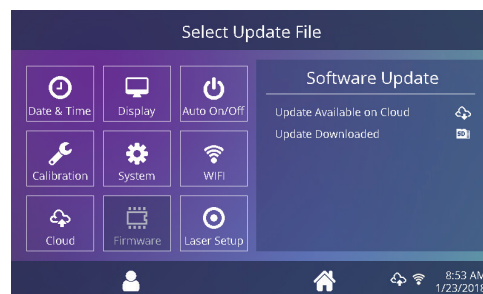 Select Update File
Date & Time
Display
Auto On/Off
Calibration
System
WIFI
Cloud
Firmware
Laser Setup
Software Update
Update Available on Cloud
Update Downloaded
SD
8:53 AM
1/23/2018